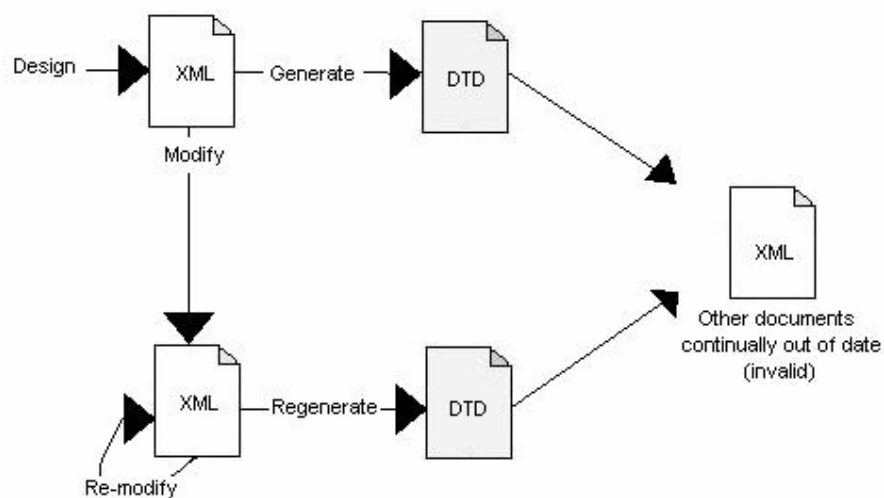 Design
XML
Generate
DTD
Modify
XML
Other documents
continually out of date
(invalid)
XML
Regenerate
DTD
Re-modify